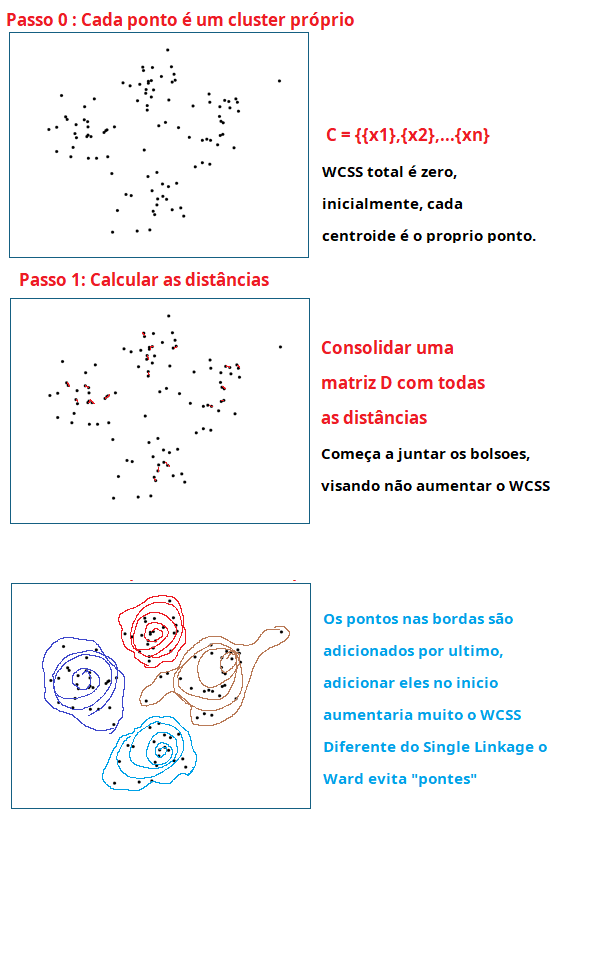 Passo 0 : Cada ponto é um cluster próprio
C = {{x1},{x2},...{xn}
WCSS total é zero,
inicialmente, cada
centroide é o proprio ponto.
Passo 1: Calcular as distâncias
Consolidar uma
matriz D com todas
as distâncias
Começa a juntar os bolsoes,
visando não aumentar o WCSS
Os pontos nas bordas são
adicionados por ultimo,
adicionar eles no inicio
aumentaria muito o WCSS
Diferente do Single Linkage o
Ward evita "pontes"